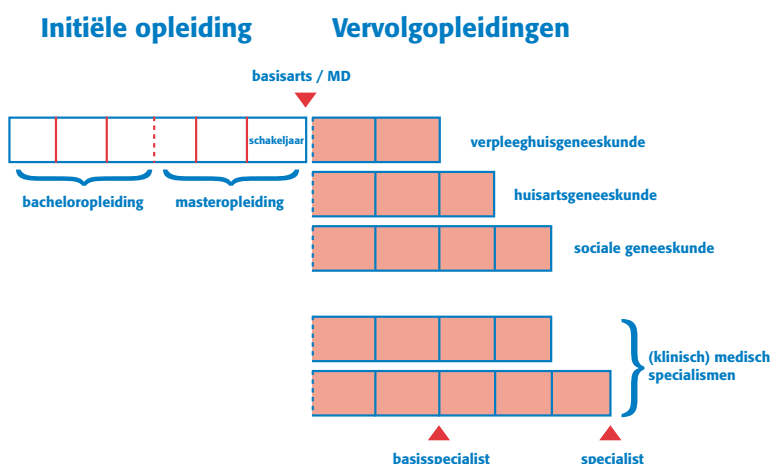 Initiële opleiding
Vervolgopleidingen
basisarts / MD
schakeljaar
verpleeghuisgeneeskunde
bacheloropleiding
masteropleiding
huisartsgeneeskunde
sociale geneeskunde
(klinisch) medisch
specialismen
basisspecialist
specialist